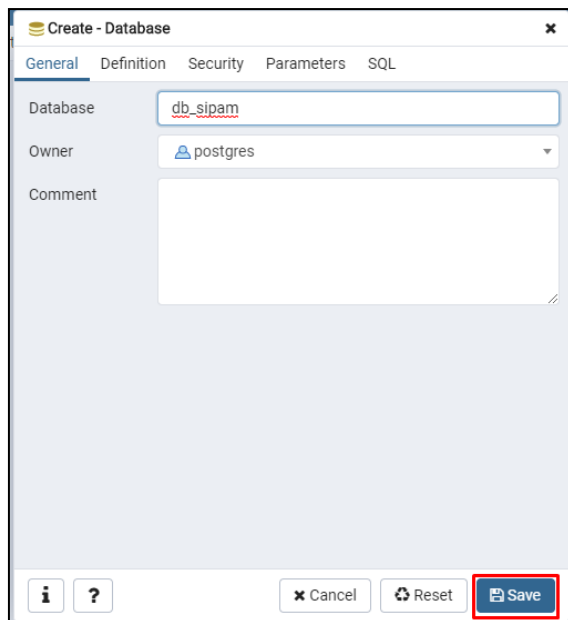 Create - Database
General Definition Security Parameters SQL
Database db_sipam
Owner postgres
Comment
i ? Cancel Reset Save